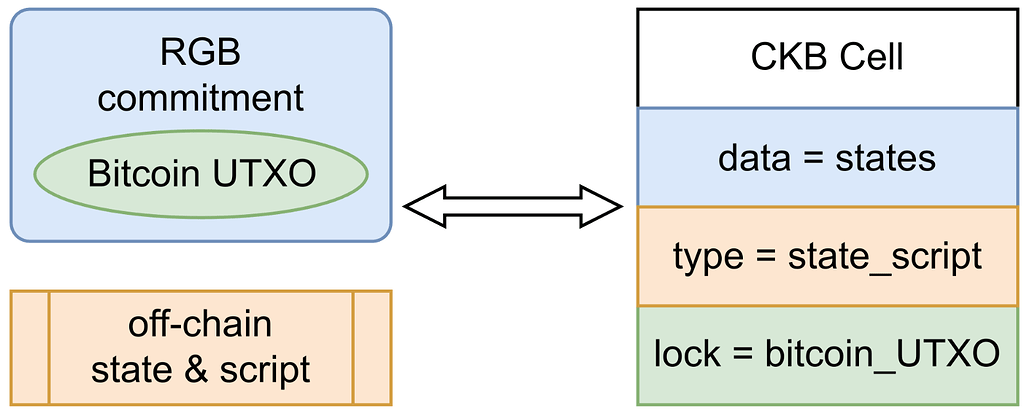 RGB
commitment
Bitcoin UTXO
off-chain
state & script
CKB Cell
data = states
type = state_script
lock = bitcoin_UTXO